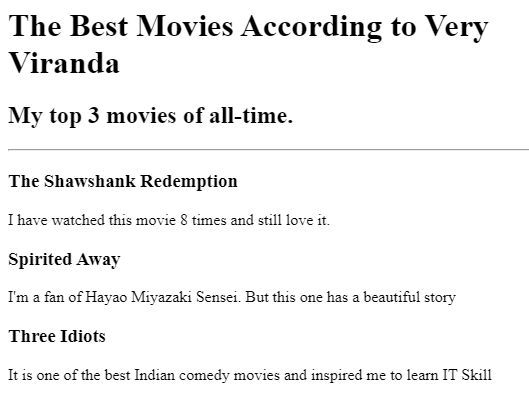 The Best Movies According to Very
Viranda
My top 3 movies of all-time.
The Shawshank Redemption
I have watched this movie 8 times and still love it.
Spirited Away
I'm a fan of Hayao Miyazaki Sensei. But this one has a beautiful story
Three Idiots
It is one of the best Indian comedy movies and inspired me to learn IT Skill